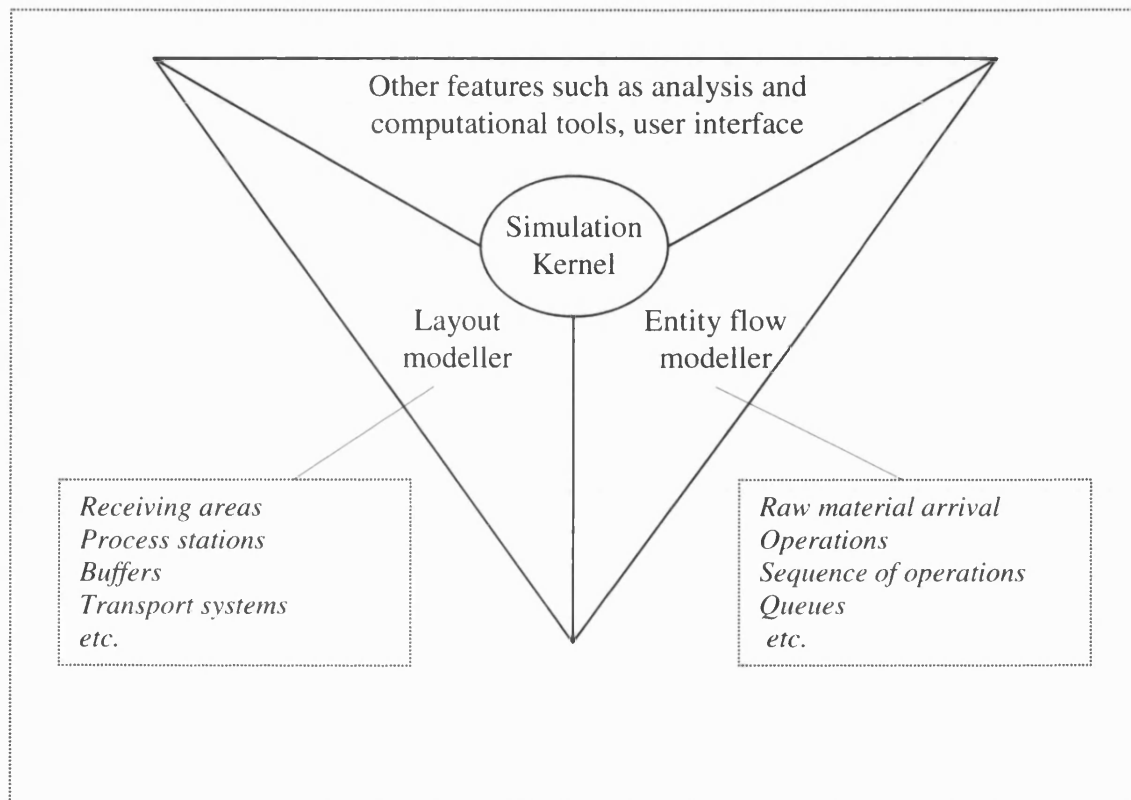 Other features such as analysis and
computational tools, user interface
Simulation
Kernel
Layout
modeller
Entity flow
modeller
Receiving areas
Process stations
Buffers
Transport systems
etc.
Raw material arrival
Operations
Sequence of operations
Queues
etc.